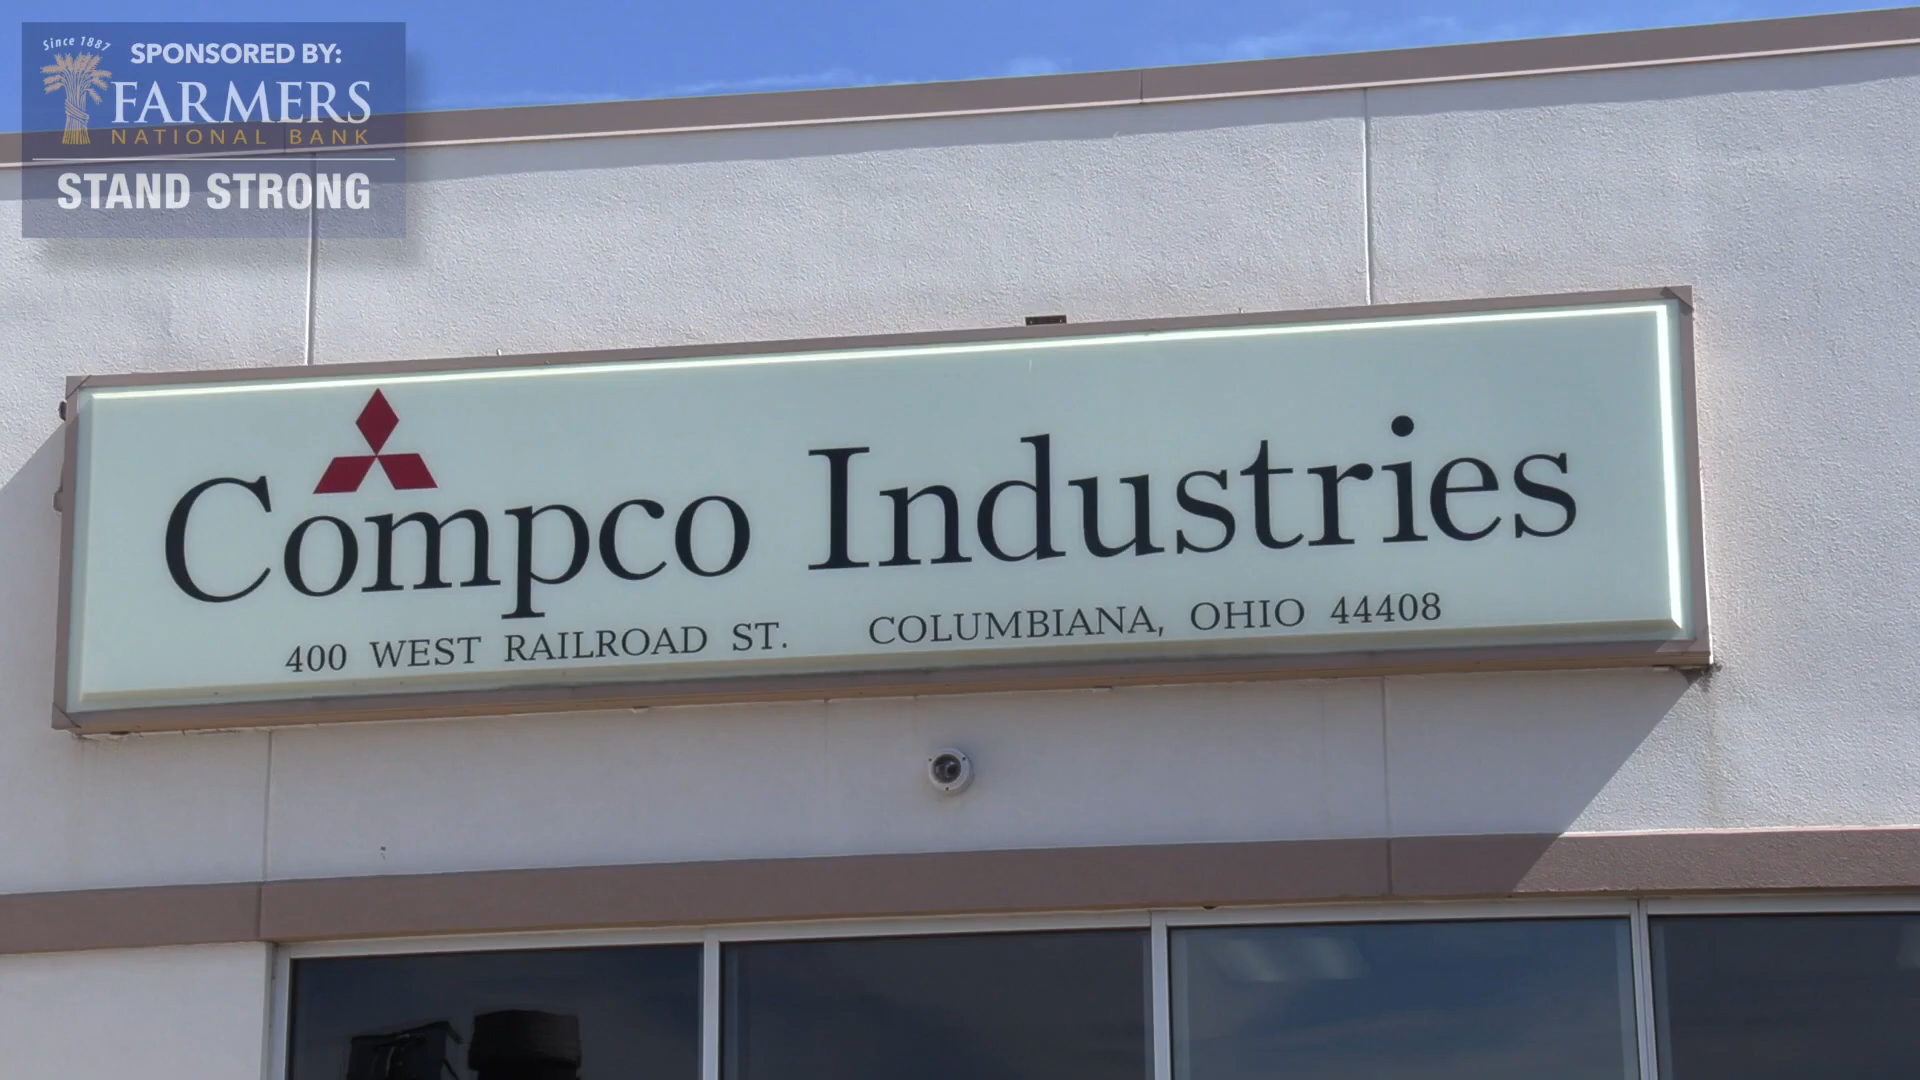 Since 1887
SPONSORED BY:
FARMERS
NATIONAL BANK
STAND STRONG
Compco Industries
400 WEST RAILROAD ST. COLUMBIANA, OHIO 44408